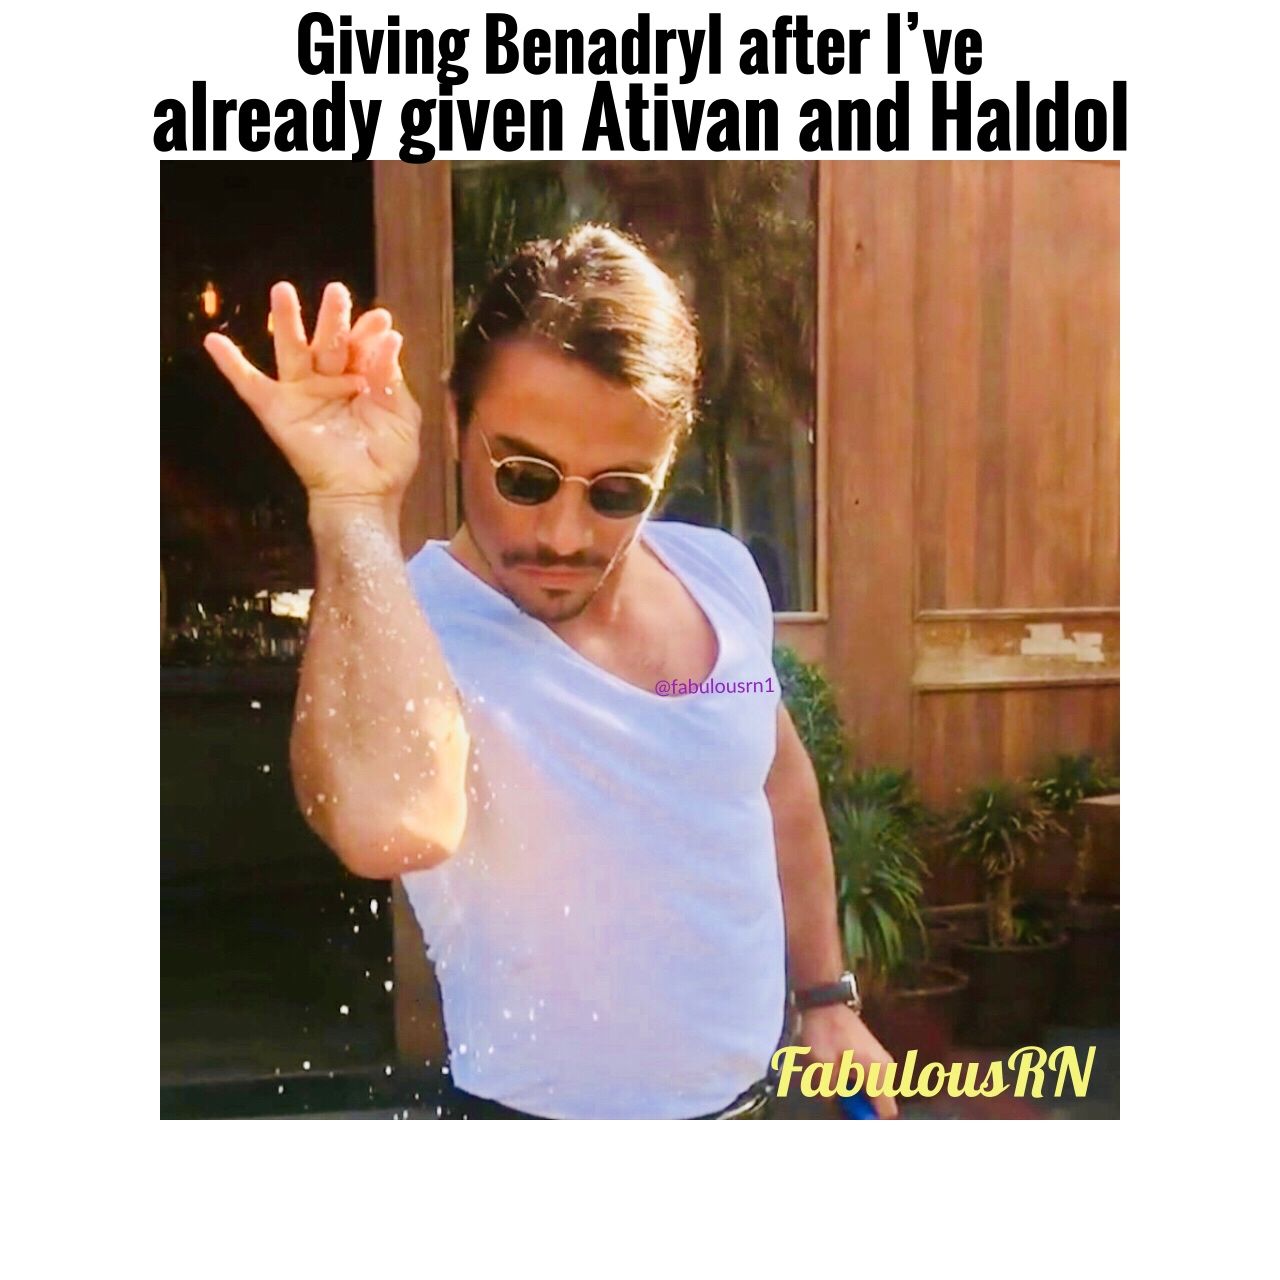 Giving Benadryl after I’ve
already given Ativan and Haldol
@fabulousrn1
FabulousRN